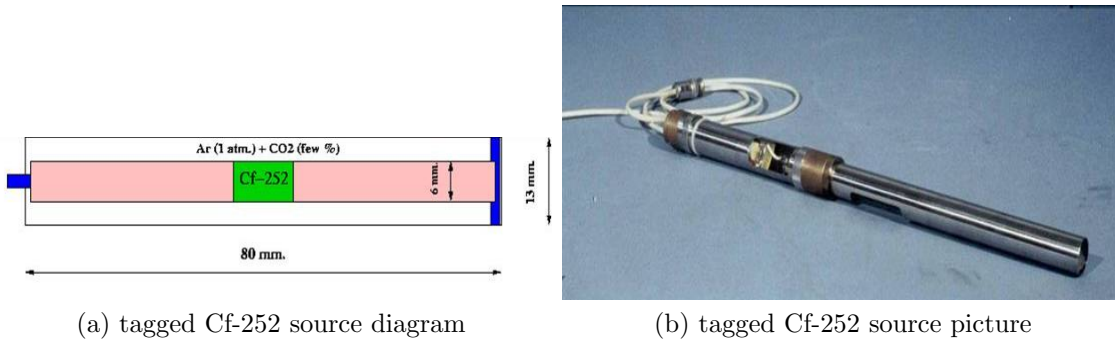 Ar (1 atm.) + CO2 (few %)
Cf-252
6 mm.
13 mm.
80 mm.
(a) tagged Cf-252 source diagram
(b) tagged Cf-252 source picture